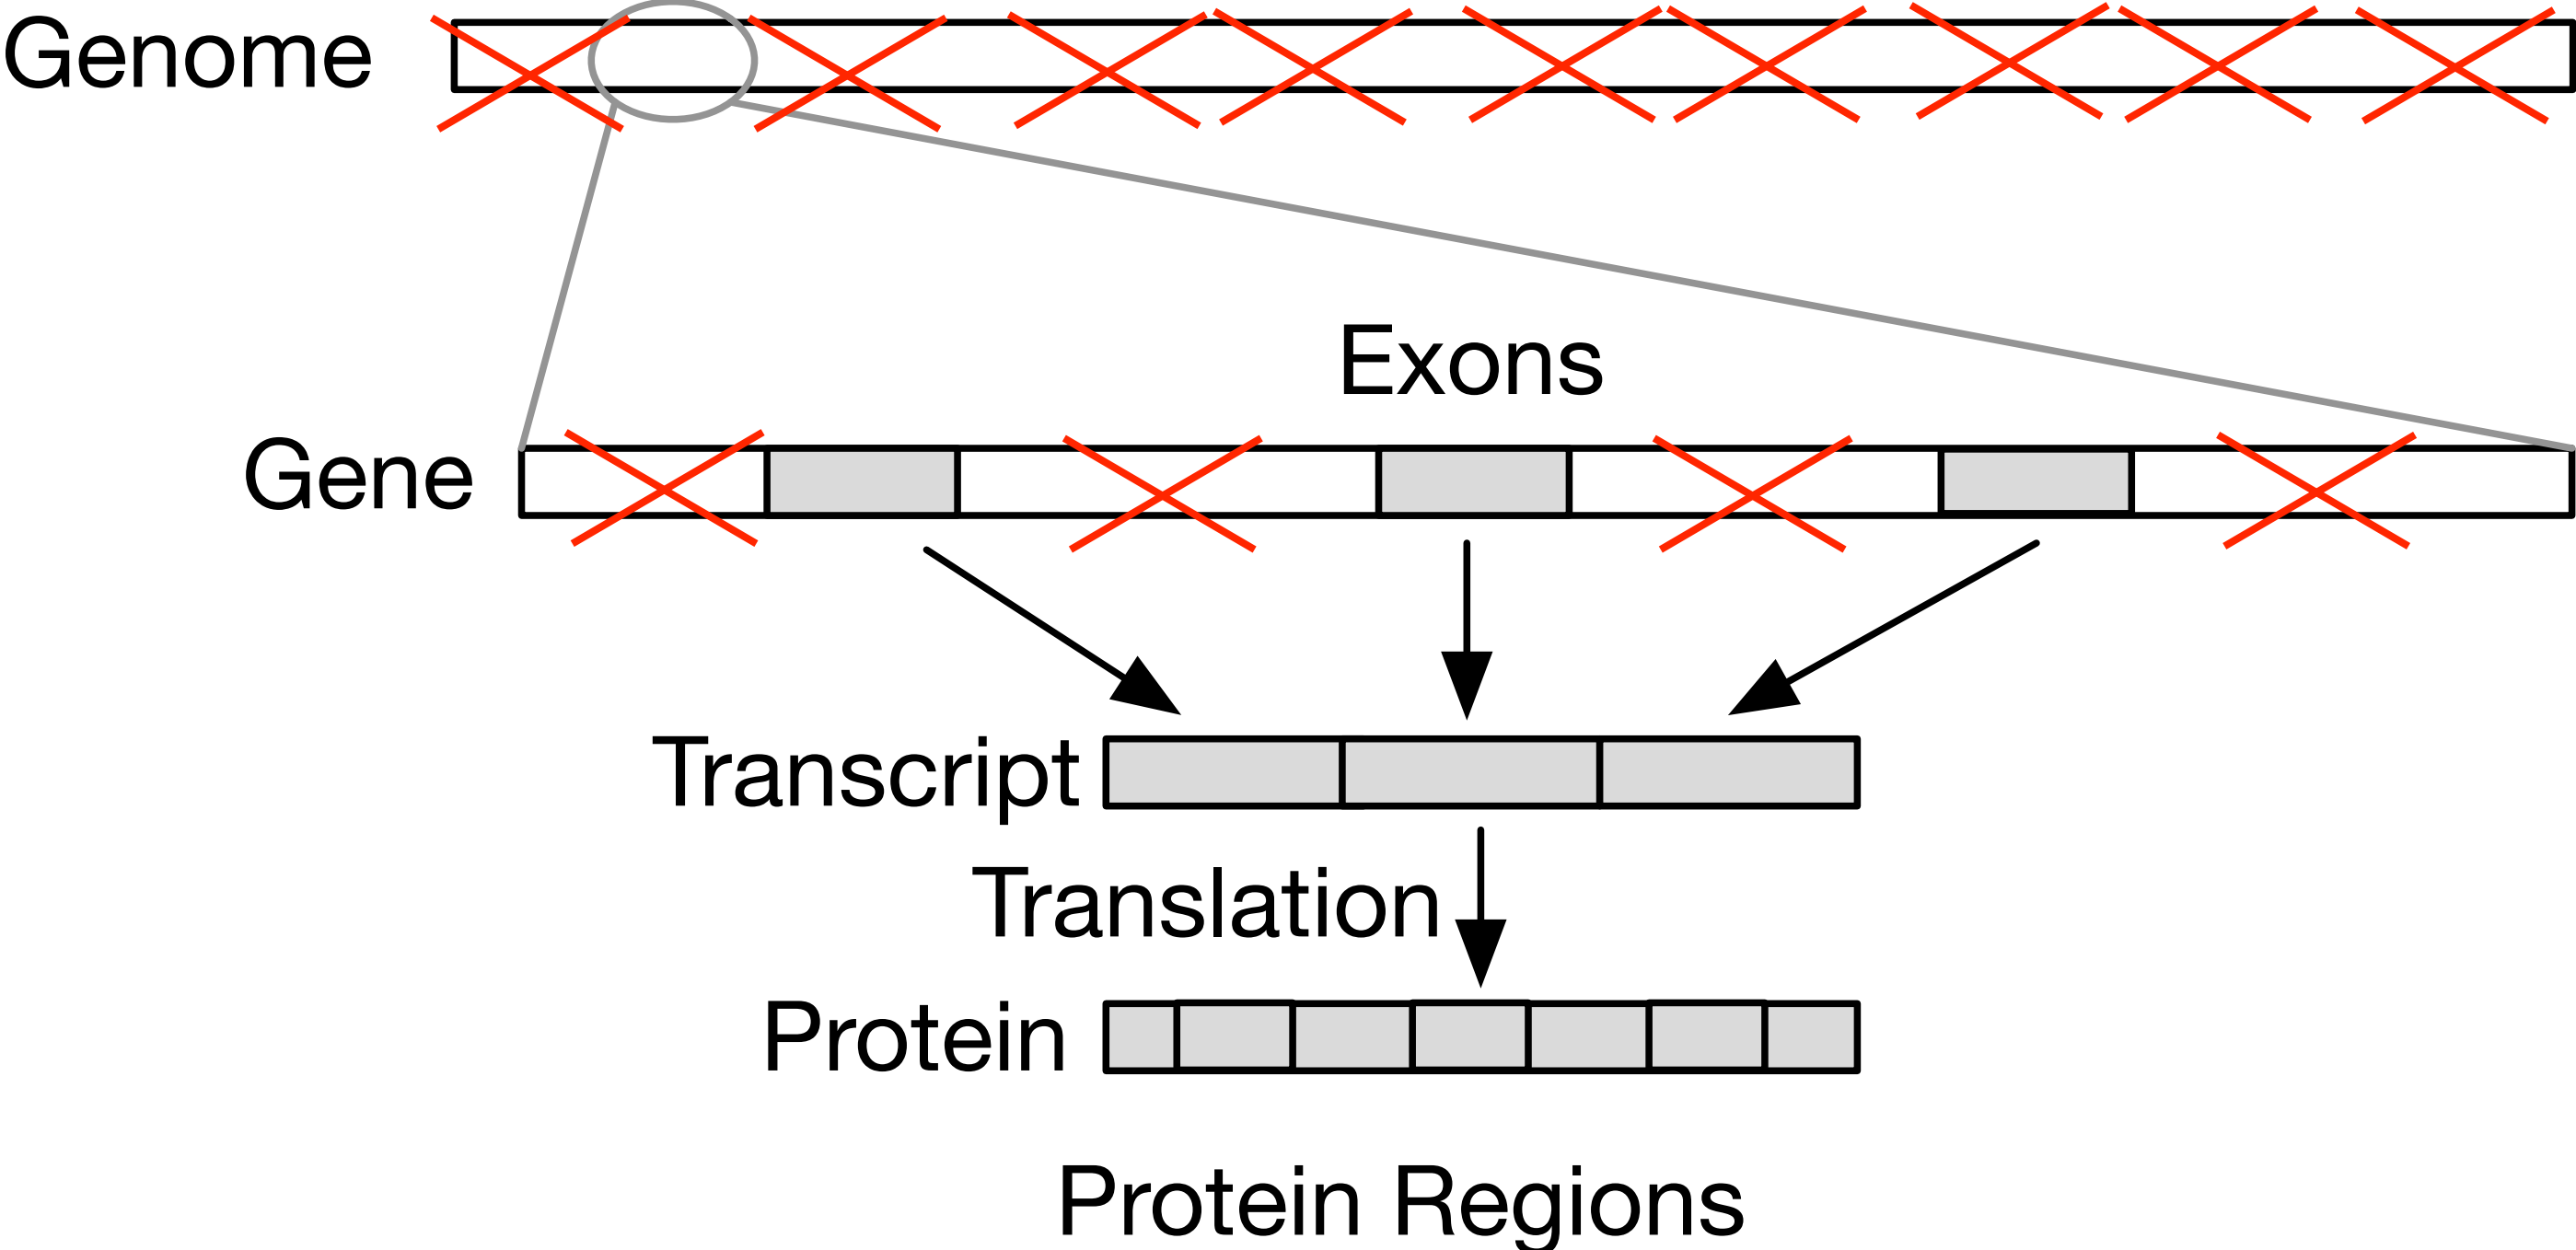 Genome
Exons
Gene
Transcript
Translation
Protein
Protein Regions